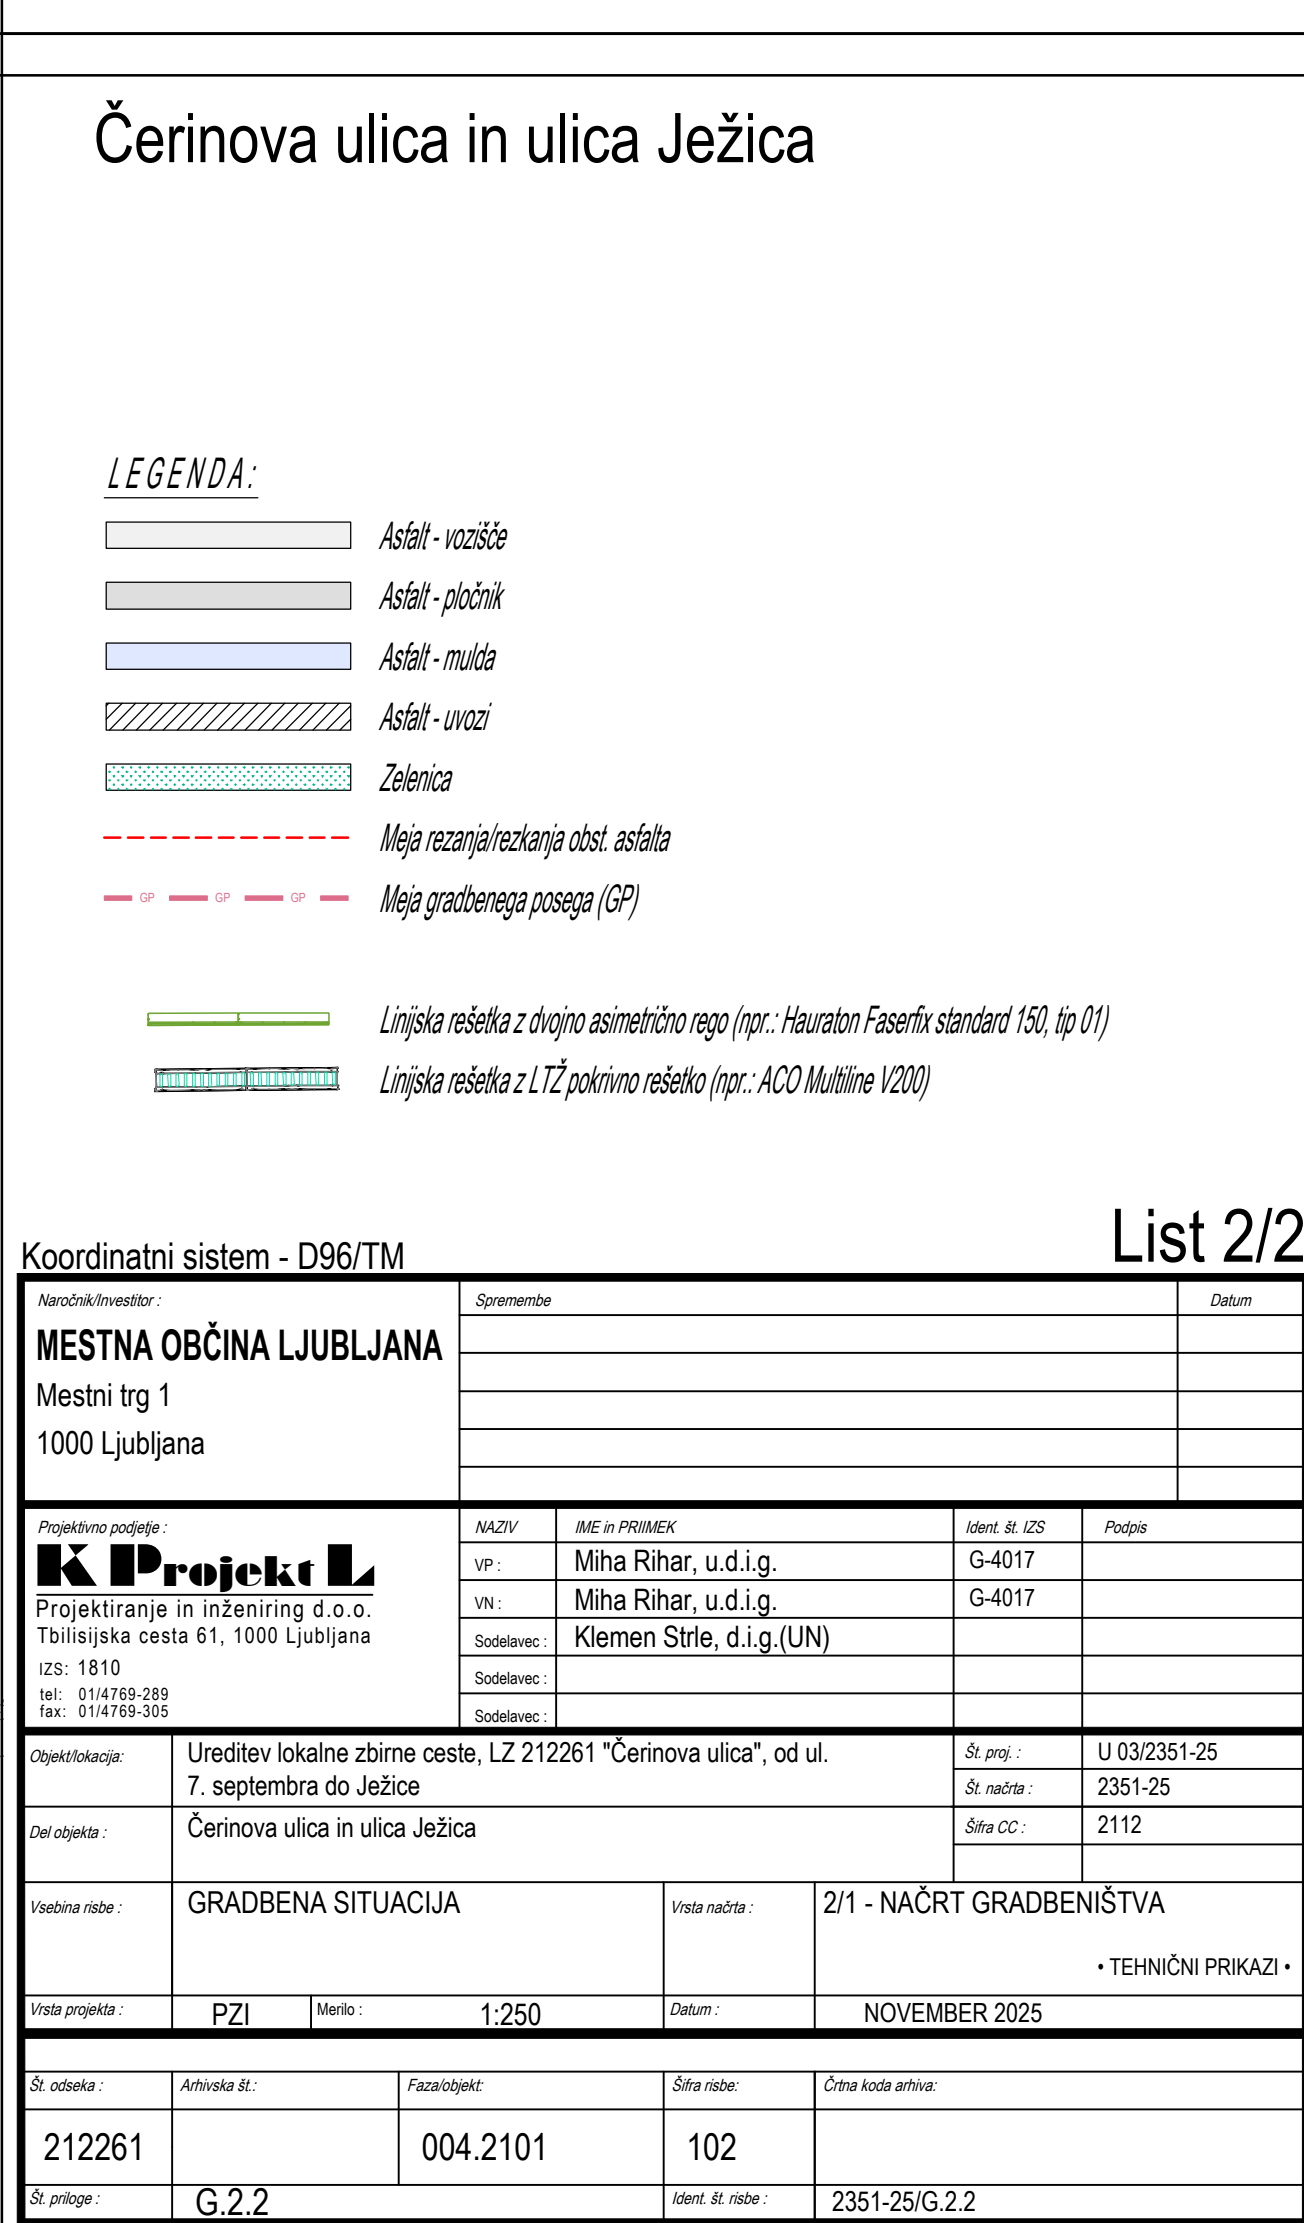 Čerinova ulica in ulica Ježica
LEGENDA:
Asfalt - vozišče
Asfalt - pločnik
Asfalt - mulda
Asfalt - uvozi
Zelenica
Meja rezanja/rezkanja obst. asfalta
GP GP GP Meja gradbenega posega (GP)
Linijska rešetka z dvojno asimetrično rego (npr.: Hauraton Faserfix standard 150, tip 01)
Linijska rešetka z LTŽ pokrivno rešetko (npr.: ACO Multiline V200)
List 2/2
Koordinatni sistem - D96/TM
Naročnik/Investitor : Spremembe Datum
MESTNA OBČINA LJUBLJANA
Mestni trg 1
1000 Ljubljana
Projektivno podjetje : NAZIV IME in PRIIMEK Ident. št. IZS Podpis
K Projekt L
Projektiranje in inženiring d.o.o.
Tbilisijska cesta 61, 1000 Ljubljana
IZS: 1810
tel: 01/4769-289
fax: 01/4769-305
VP : Miha Rihar, u.d.i.g. G-4017
VN : Miha Rihar, u.d.i.g. G-4017
Sodelavec : Klemen Strle, d.i.g.(UN)
Sodelavec :
Sodelavec :
Objekt/lokacija: Ureditev lokalne zbirne ceste, LZ 212261 "Čerinova ulica", od ul.
7. septembra do Ježice
Št. proj. : U 03/2351-25
Št. načrta : 2351-25
Del objekta : Čerinova ulica in ulica Ježica Šifra CC : 2112
Vsebina risbe : GRADBENA SITUACIJA Vrsta načrta : 2/1 - NAČRT GRADBENIŠTVA
• TEHNIČNI PRIKAZI •
Vrsta projekta : PZI Merilo : 1:250 Datum : NOVEMBER 2025
Št. odseka : Arhivska št.: Faza/objekt: Šifra risbe: Črtna koda arhiva:
212261 004.2101 102
Št. priloge : G.2.2 Ident. št. risbe : 2351-25/G.2.2